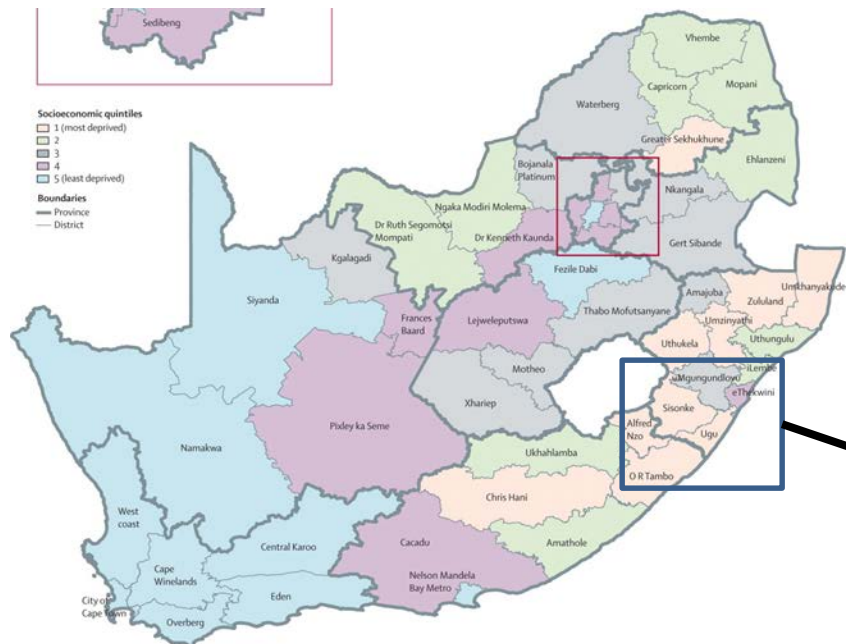 Sedibeng
Socioeconomic quintiles
1 (most deprived)
2
3
4
5 (least deprived)
Boundaries
Province
District
Vhembe
Capricorn
Mopani
Waterberg
Greater Sekhukhune
Ehlanzeni
Bojanala
Platinum
Nkangala
Ngaka Modiri Molema
Dr Ruth Segomotsi
Mompati
Dr Kenneth Kaunda
Gert Sibande
Kgalagadi
Fezile Dabi
Siyanda
Amajuba
Umkhanyakude
Zululand
Frances
Baard
Lejweleputswa
Thabo Mofutsanyane
Umzinyathi
Uthukela
Uthungulu
Motheo
iLembe
uMgungundlovu
eThekwini
Xhariep
Sisonke
Pixley ka Seme
Alfred
Nzo
Ugu
Namakwa
Ukhahlamba
O R Tambo
Chris Hani
West
coast
Central Karoo
Cacadu
Amathole
Cape
Winelands
Nelson Mandela
Bay Metro
City of
Cape Town
Eden
Overberg